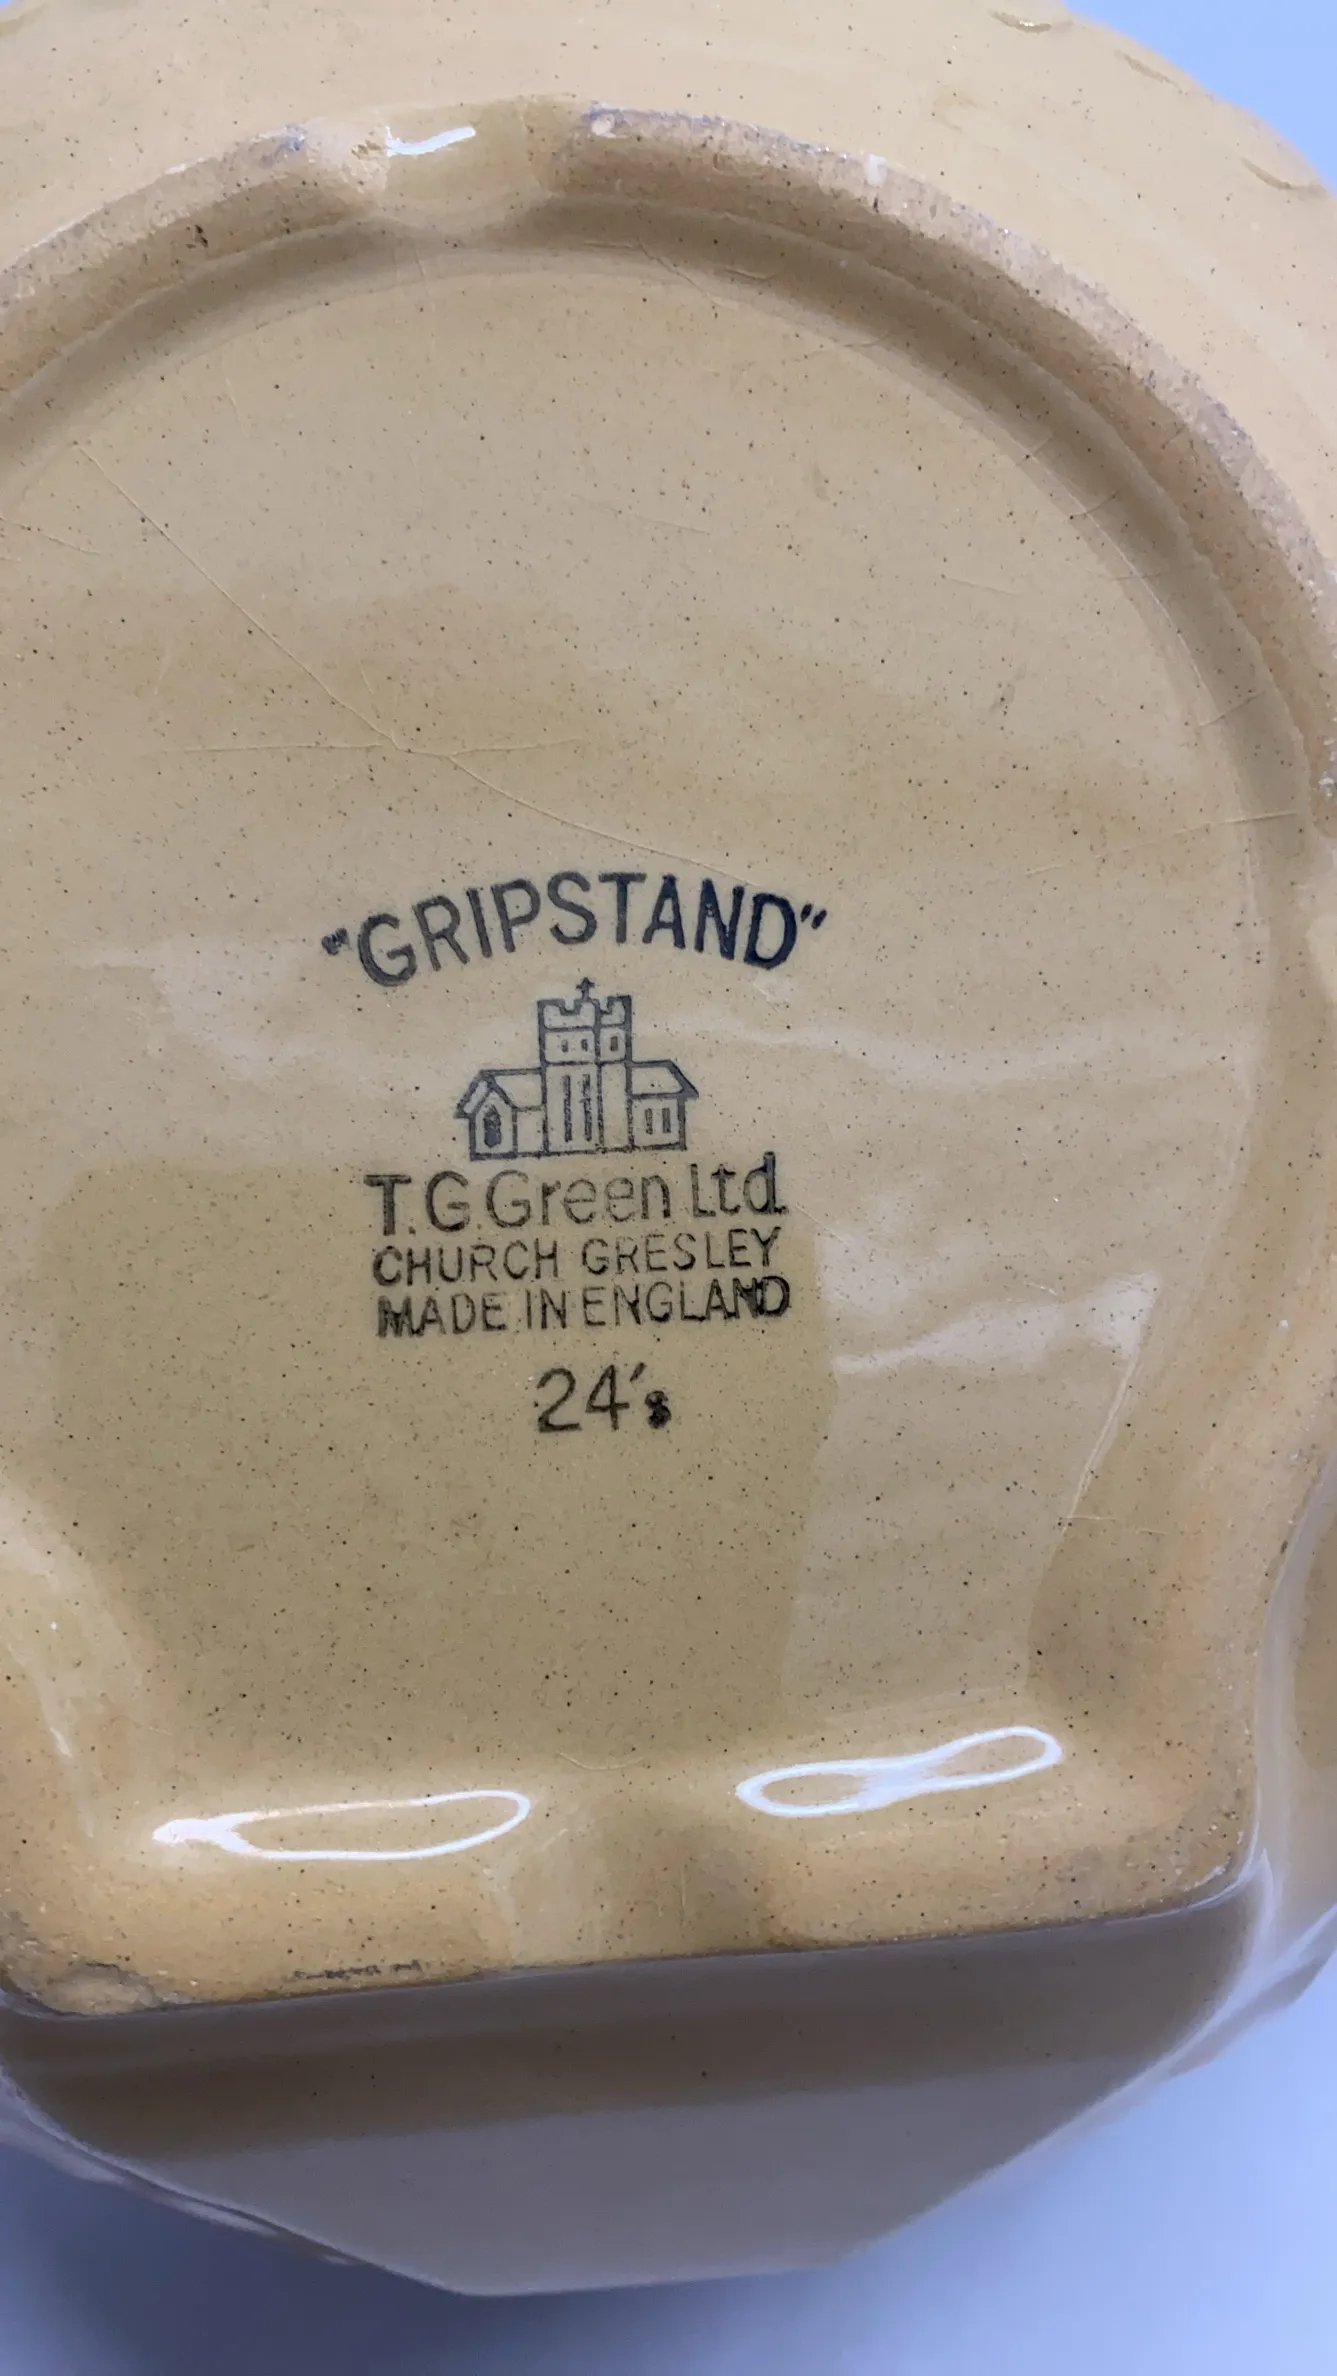 "GRIPSTAND"
T.G.Green Ltd.
CHURCH GRESLEY
MADE IN ENGLAND
24's